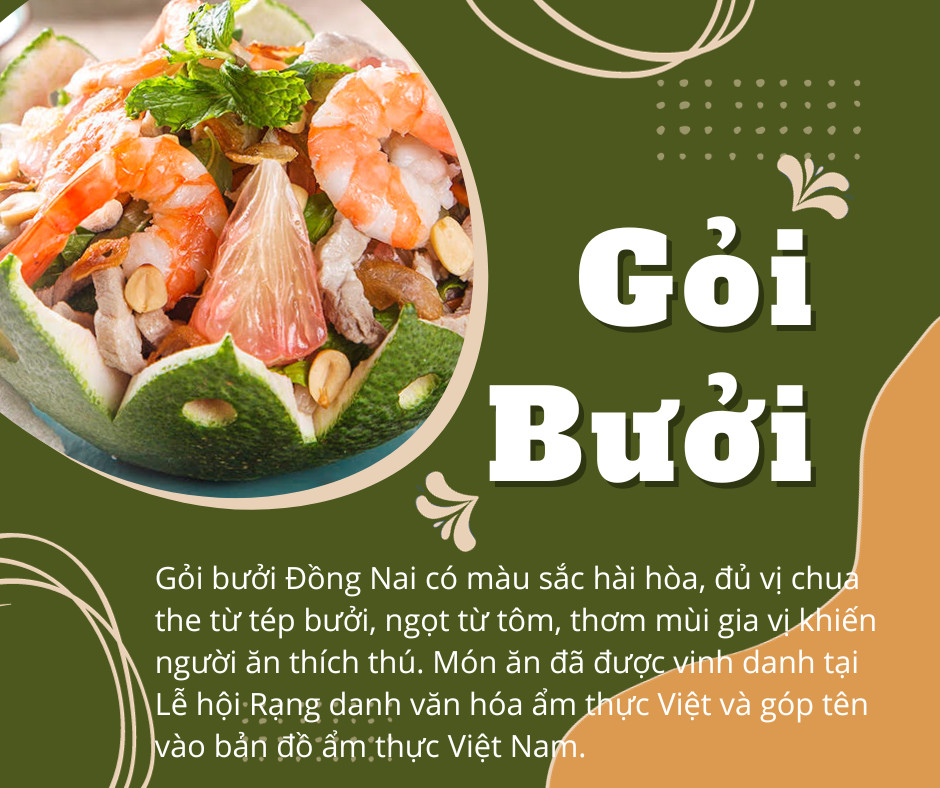 Gỏi
Bưởi
Gỏi bưởi Đồng Nai có màu sắc hài hòa, đủ vị chua
the từ tép bưởi, ngọt từ tôm, thơm mùi gia vị khiến
người ăn thích thú. Món ăn đã được vinh danh tại
Lễ hội Rạng danh văn hóa ẩm thực Việt và góp tên
vào bản đồ ẩm thực Việt Nam.